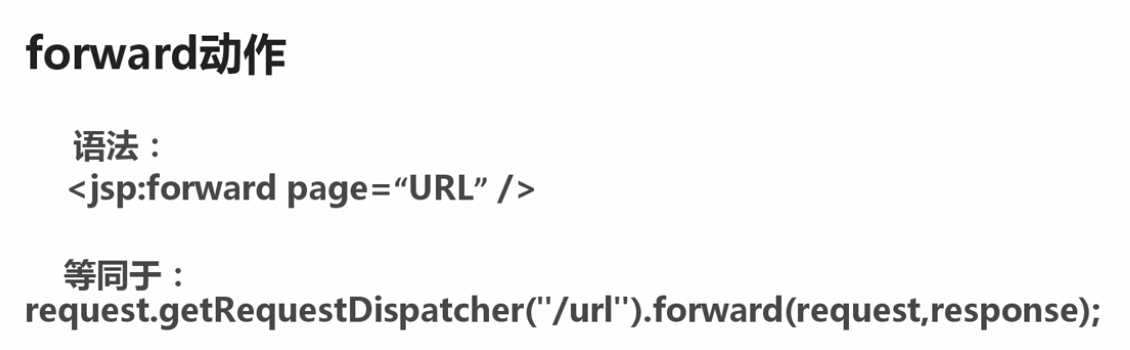 forward动作
语法：
<jsp:forward page=“URL” />
等同于：
request.getRequestDispatcher("/url").forward(request,response);